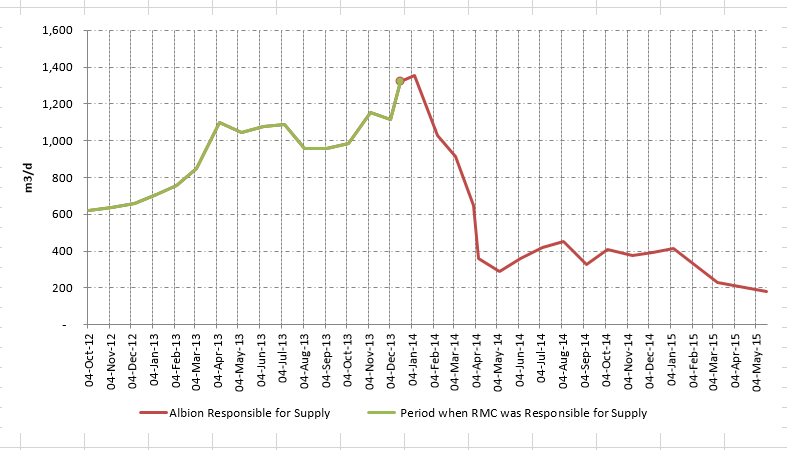 1,600
1,400
1,200
1,000
800
600
400
200
-
m3/d
04-Oct-12
04-Nov-12
04-Dec-12
04-Jan-13
04-Feb-13
04-Mar-13
04-Apr-13
04-May-13
04-Jun-13
04-Jul-13
04-Aug-13
04-Sep-13
04-Oct-13
04-Nov-13
04-Dec-13
04-Jan-14
04-Feb-14
04-Mar-14
04-Apr-14
04-May-14
04-Jun-14
04-Jul-14
04-Aug-14
04-Sep-14
04-Oct-14
04-Nov-14
04-Dec-14
04-Jan-15
04-Feb-15
04-Mar-15
04-Apr-15
04-May-15
Albion Responsible for Supply
Period when RMC was Responsible for Supply